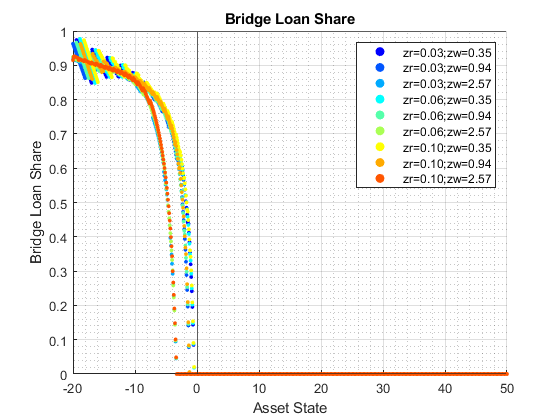 Bridge Loan Share
1
0.9
0.8
0.7
0.6
0.5
0.4
0.3
0.2
0.1
0
Bridge Loan Share
zr=0.03;zw=0.35
zr=0.03;zw=0.94
zr=0.03;zw=2.57
zr=0.06;zw=0.35
zr=0.06;zw=0.94
zr=0.06;zw=2.57
zr=0.10;zw=0.35
zr=0.10;zw=0.94
zr=0.10;zw=2.57
-20 -10 0 10 20 30 40 50
Asset State